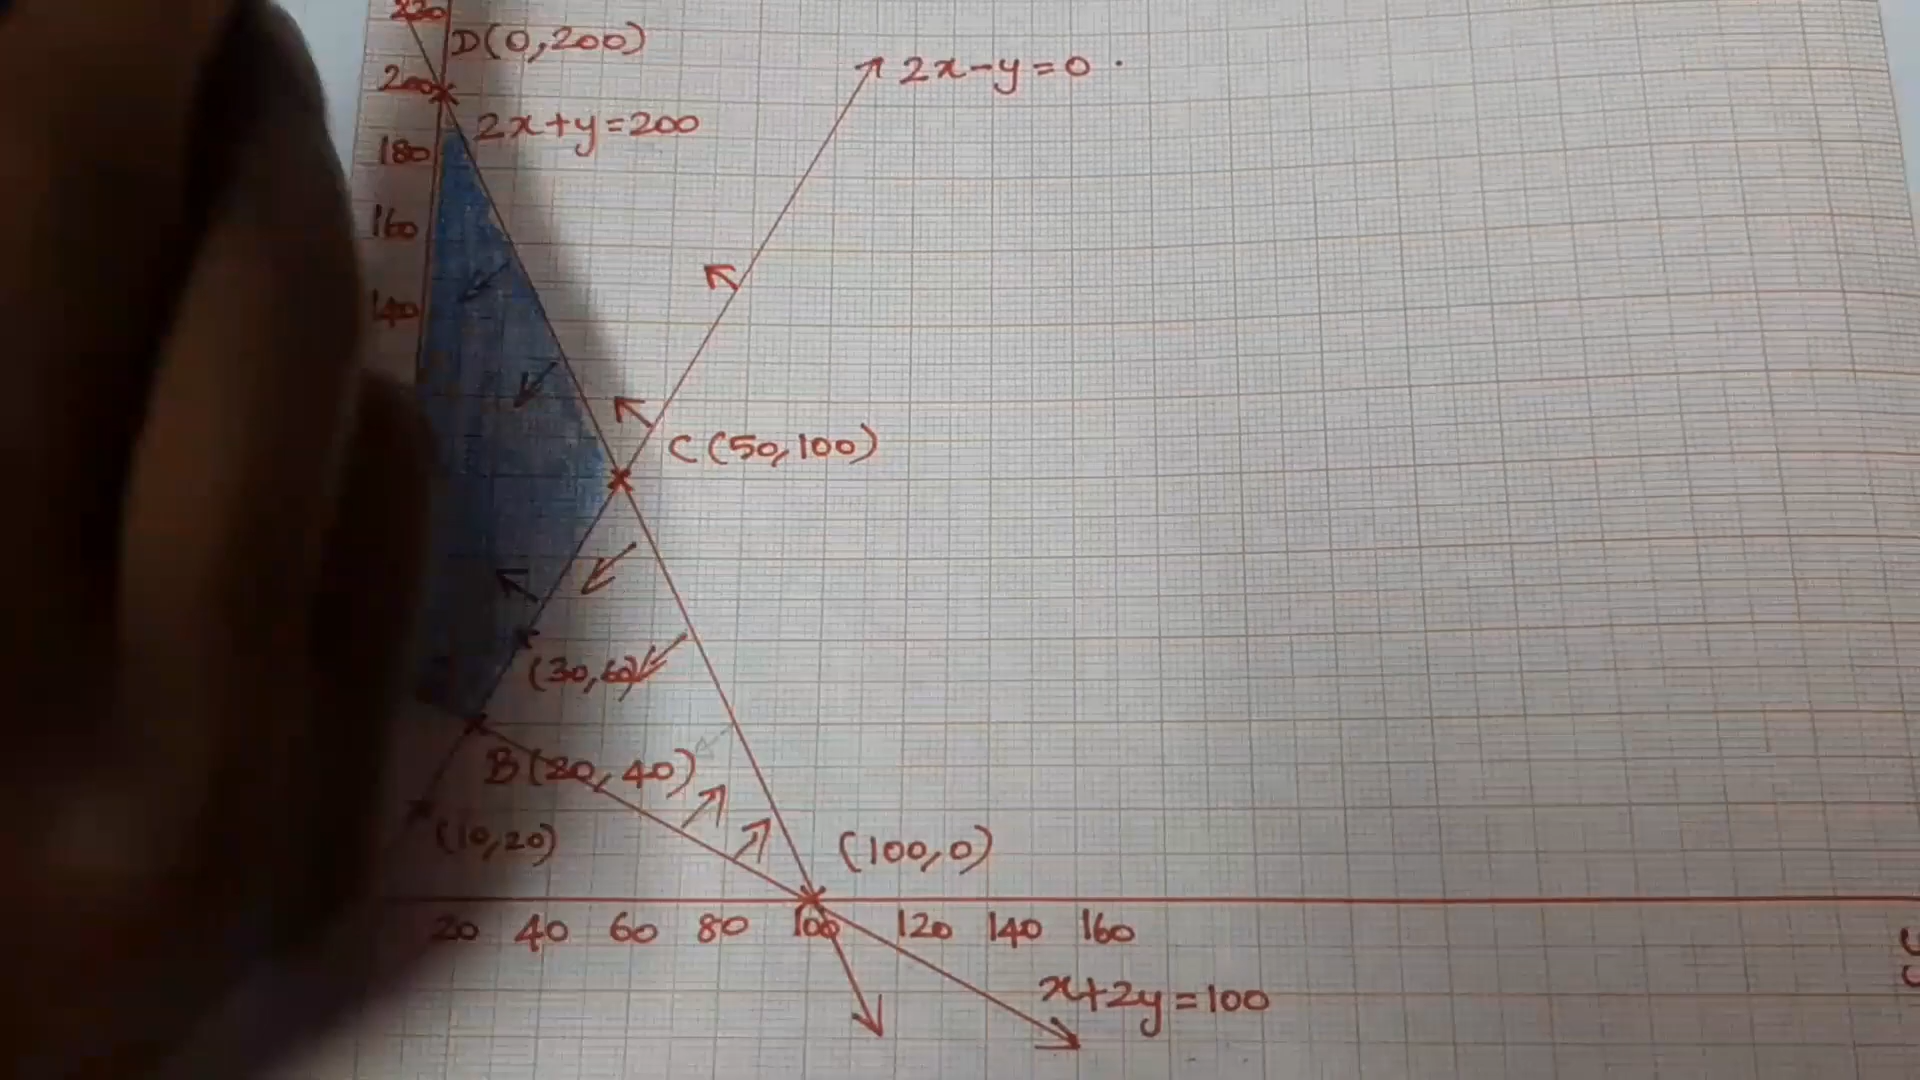 220
D(0,200)
200
2x-y=0
2x+y=200
180
160
140
C(50,100)
(30,60)
B(20,40)
(10,20)
(100,0)
20 40 60 80 100 120 140 160
x+2y=100